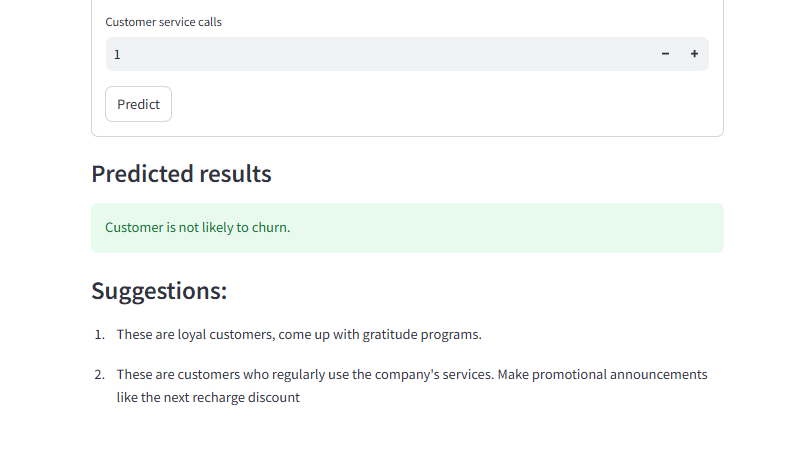 Customer service calls
1
Predict
Predicted results
Customer is not likely to churn.
Suggestions:
1. These are loyal customers, come up with gratitude programs.
2. These are customers who regularly use the company's services. Make promotional announcements
like the next recharge discount